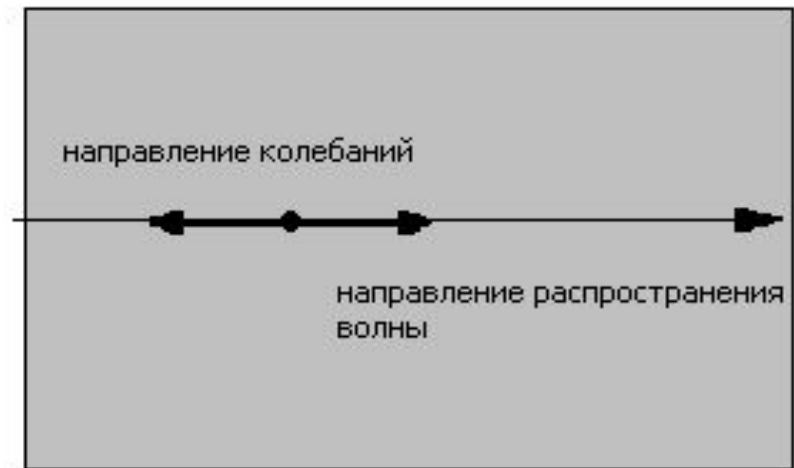 направление колебаний
направление распространения
волны